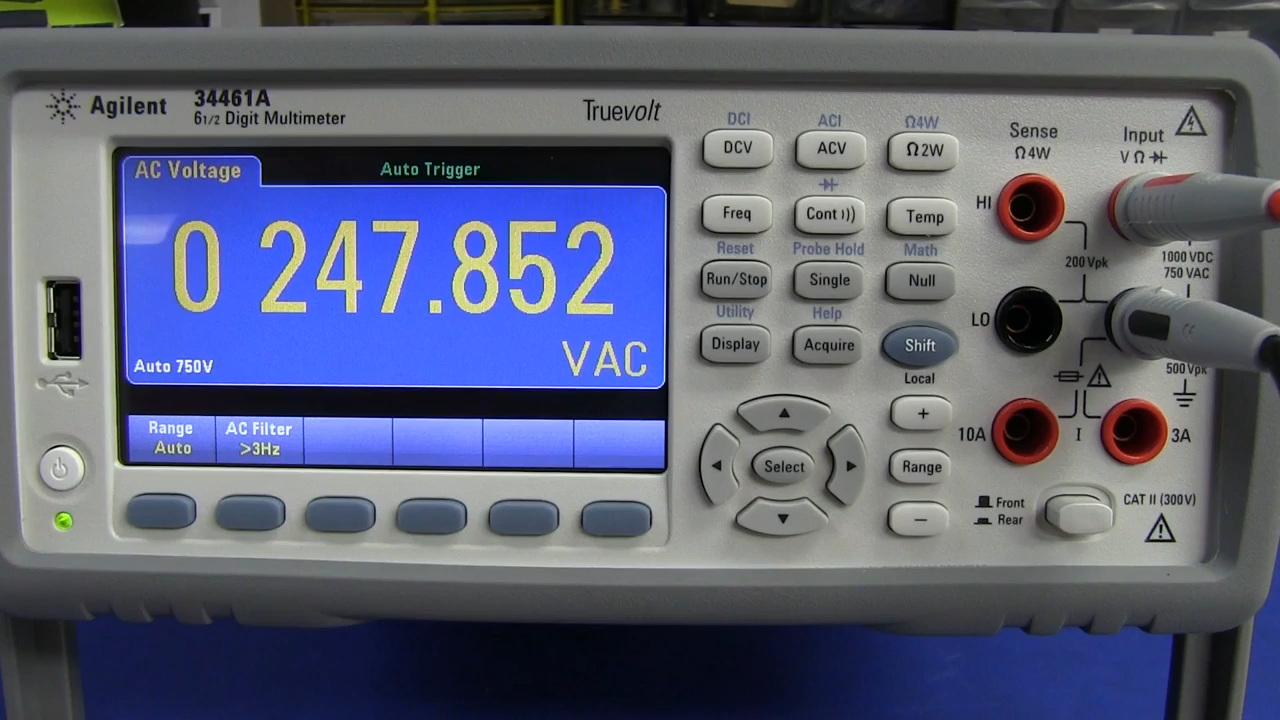 Agilent
34461A
6 1/2 Digit Multimeter
Truevolt
AC Voltage
Auto Trigger
0 247.852
Auto 750V
VAC
Range
Auto
AC Filter
>3Hz
DCI
DCV
ACI
ACV
Ω4W
Ω2W
Freq
Cont
Temp
Reset
Run/Stop
Probe Hold
Single
Math
Null
Utility
Display
Help
Acquire
Shift
Local
+
Range
−
Select
Sense
Ω4W
Input
V Ω
HI
200 Vpk
1000 VDC
750 VAC
LO
500 Vpk
10A
I
3A
Front
Rear
CAT II (300V)